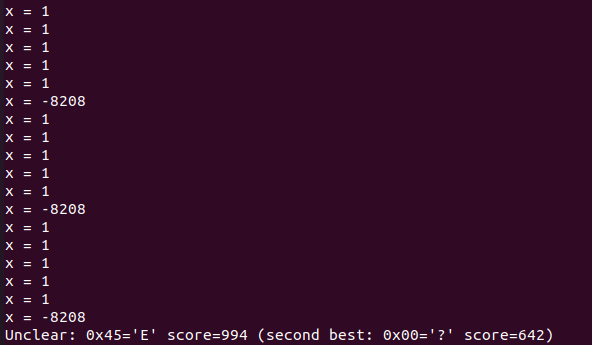 x = 1
x = 1
x = 1
x = 1
x = 1
x = -8208
x = 1
x = 1
x = 1
x = 1
x = 1
x = -8208
x = 1
x = 1
x = 1
x = 1
x = 1
x = -8208
Unclear: 0x45='E' score=994 (second best: 0x00='?' score=642)